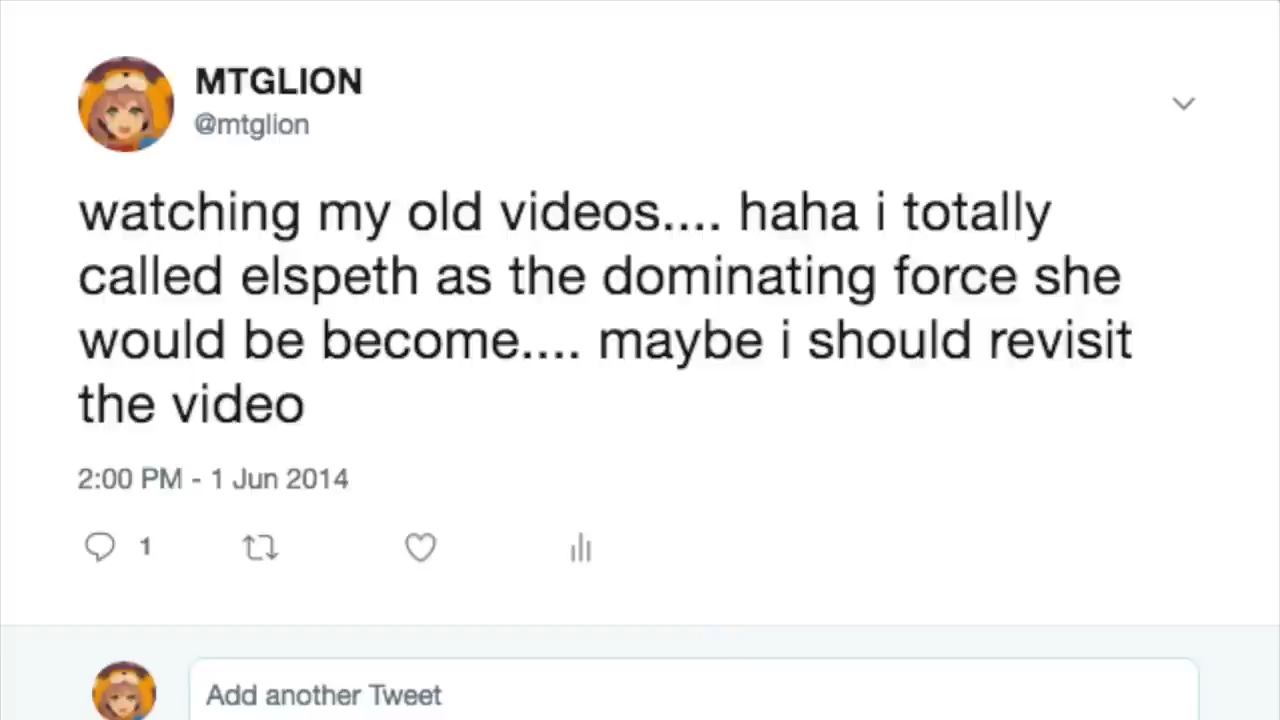 MTGLION
@mtglion
watching my old videos.... haha i totally
called elspeth as the dominating force she
would be become.... maybe i should revisit
the video
2:00 PM - 1 Jun 2014
1
Add another Tweet